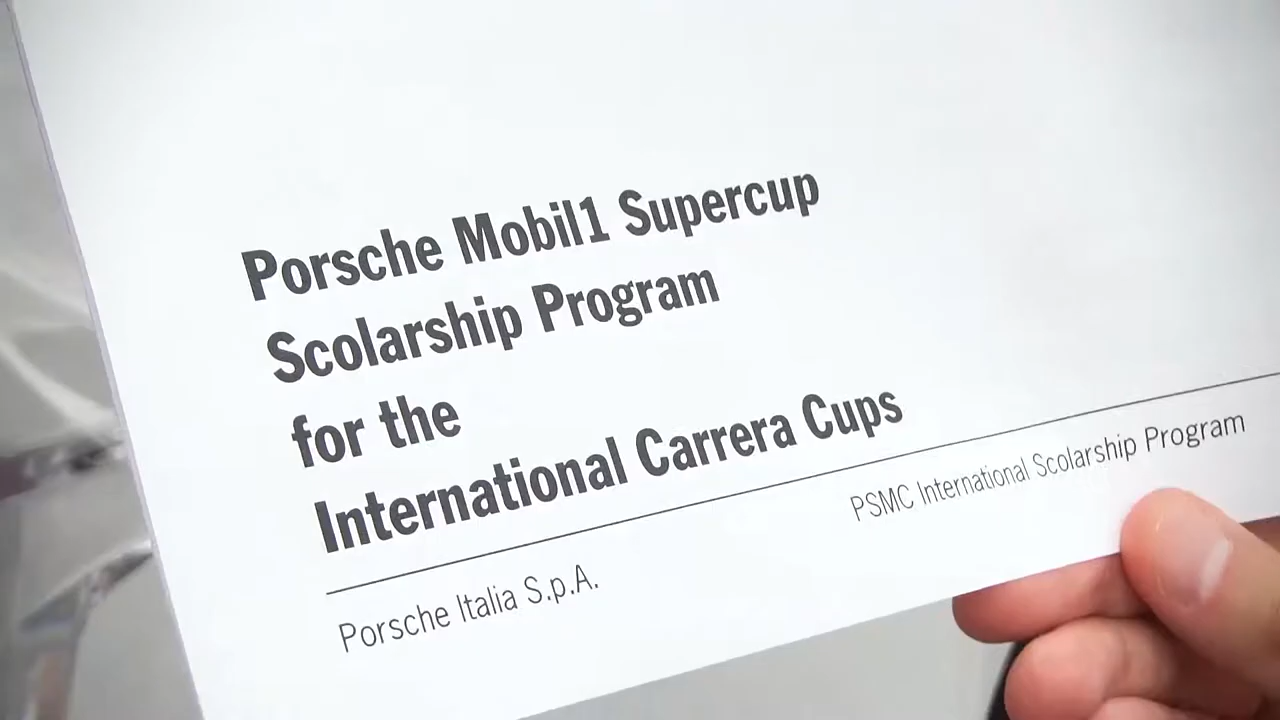 Porsche Mobil1 Supercup
Scolarship Program
for the
International Carrera Cups
PSMC International Scolarship Program
Porsche Italia S.p.A.